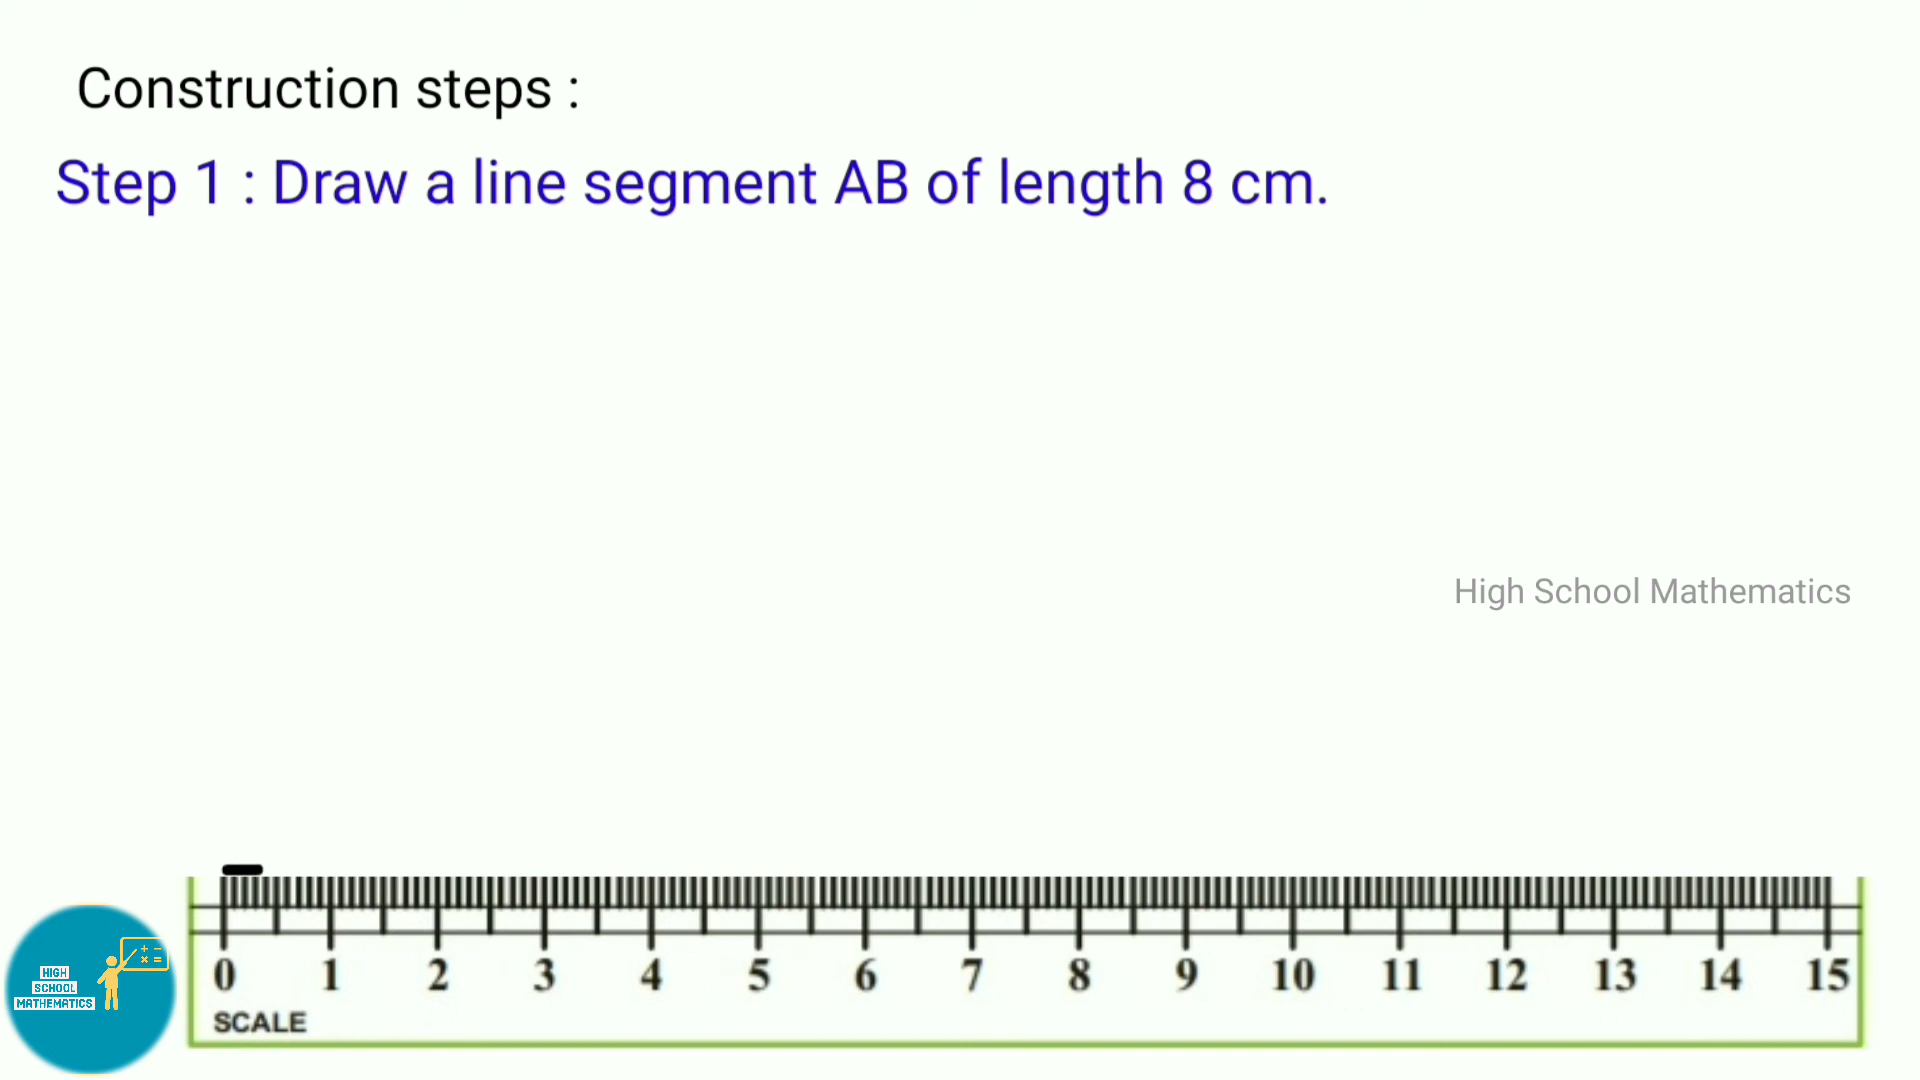 Construction steps :
Step 1 : Draw a line segment AB of length 8 cm.
High School Mathematics
0 1 2 3 4 5 6 7 8 9 10 11 12 13 14 15
SCALE
+ −
× =
HIGH
SCHOOL
MATHEMATICS